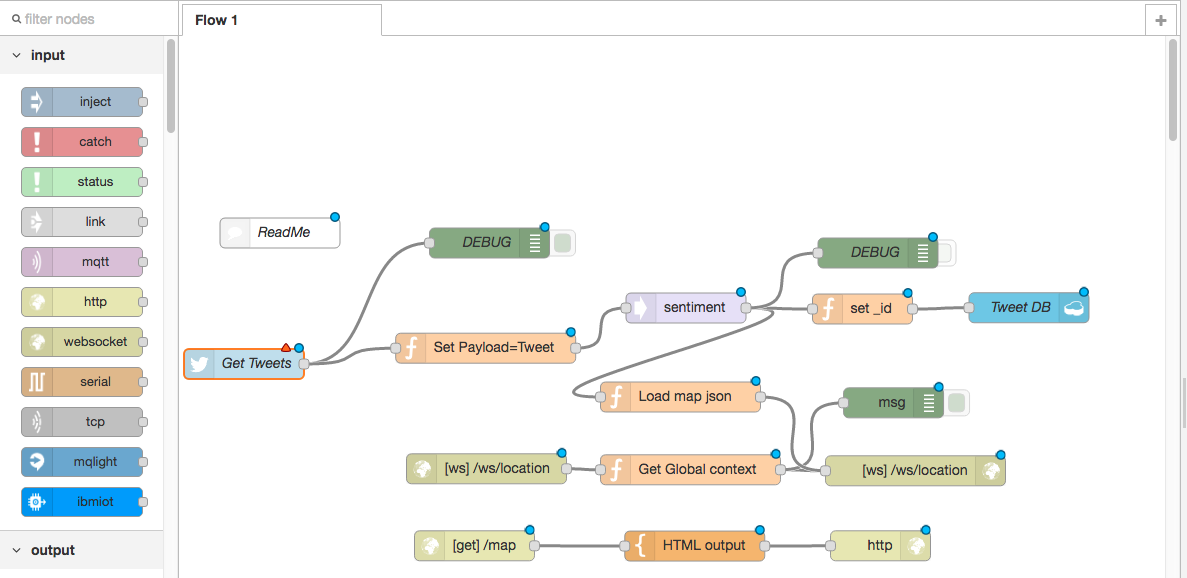 filter nodes
Flow 1
+
input
inject
catch
status
link
mqtt
http
websocket
serial
tcp
mqlight
ibmiot
output
ReadMe
DEBUG
DEBUG
sentiment
set _id
Tweet DB
Set Payload=Tweet
Get Tweets
Load map json
msg
[ws] /ws/location
Get Global context
[ws] /ws/location
[get] /map
HTML output
http